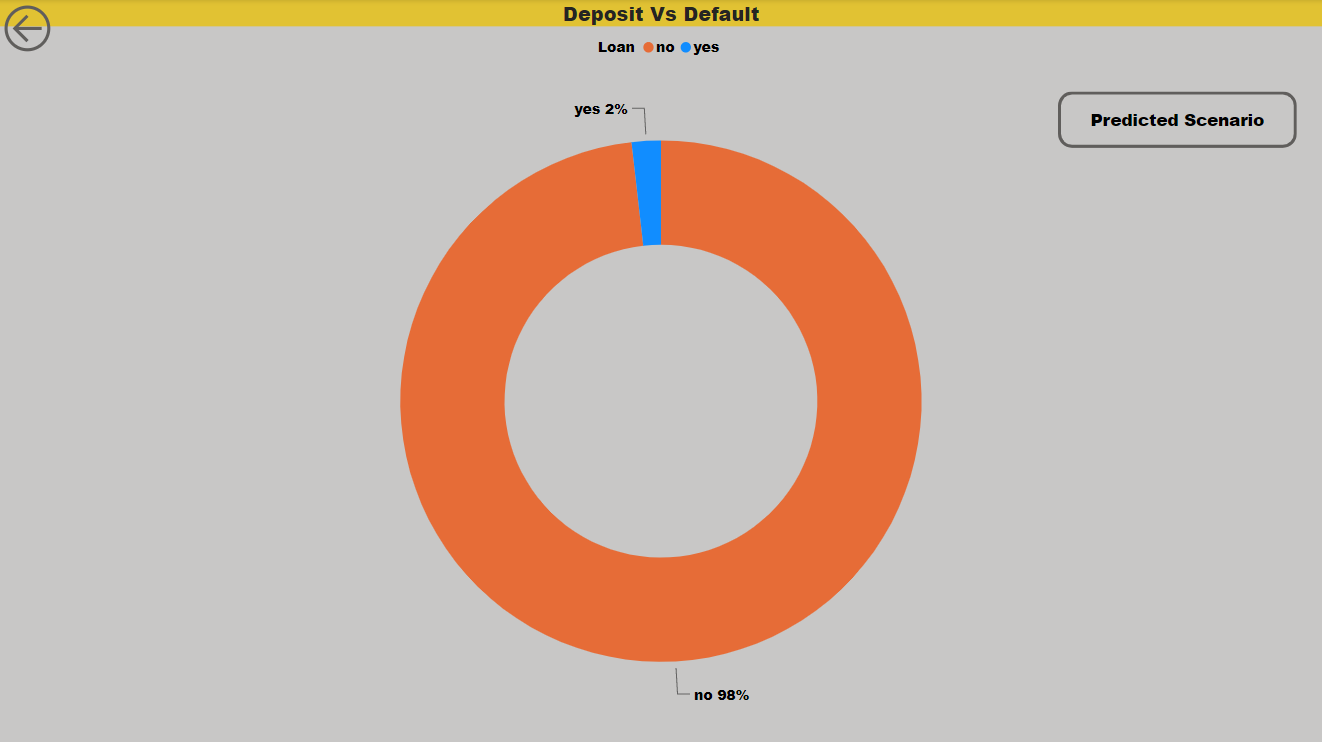 Deposit Vs Default
Loan no yes
yes 2%
Predicted Scenario
no 98%